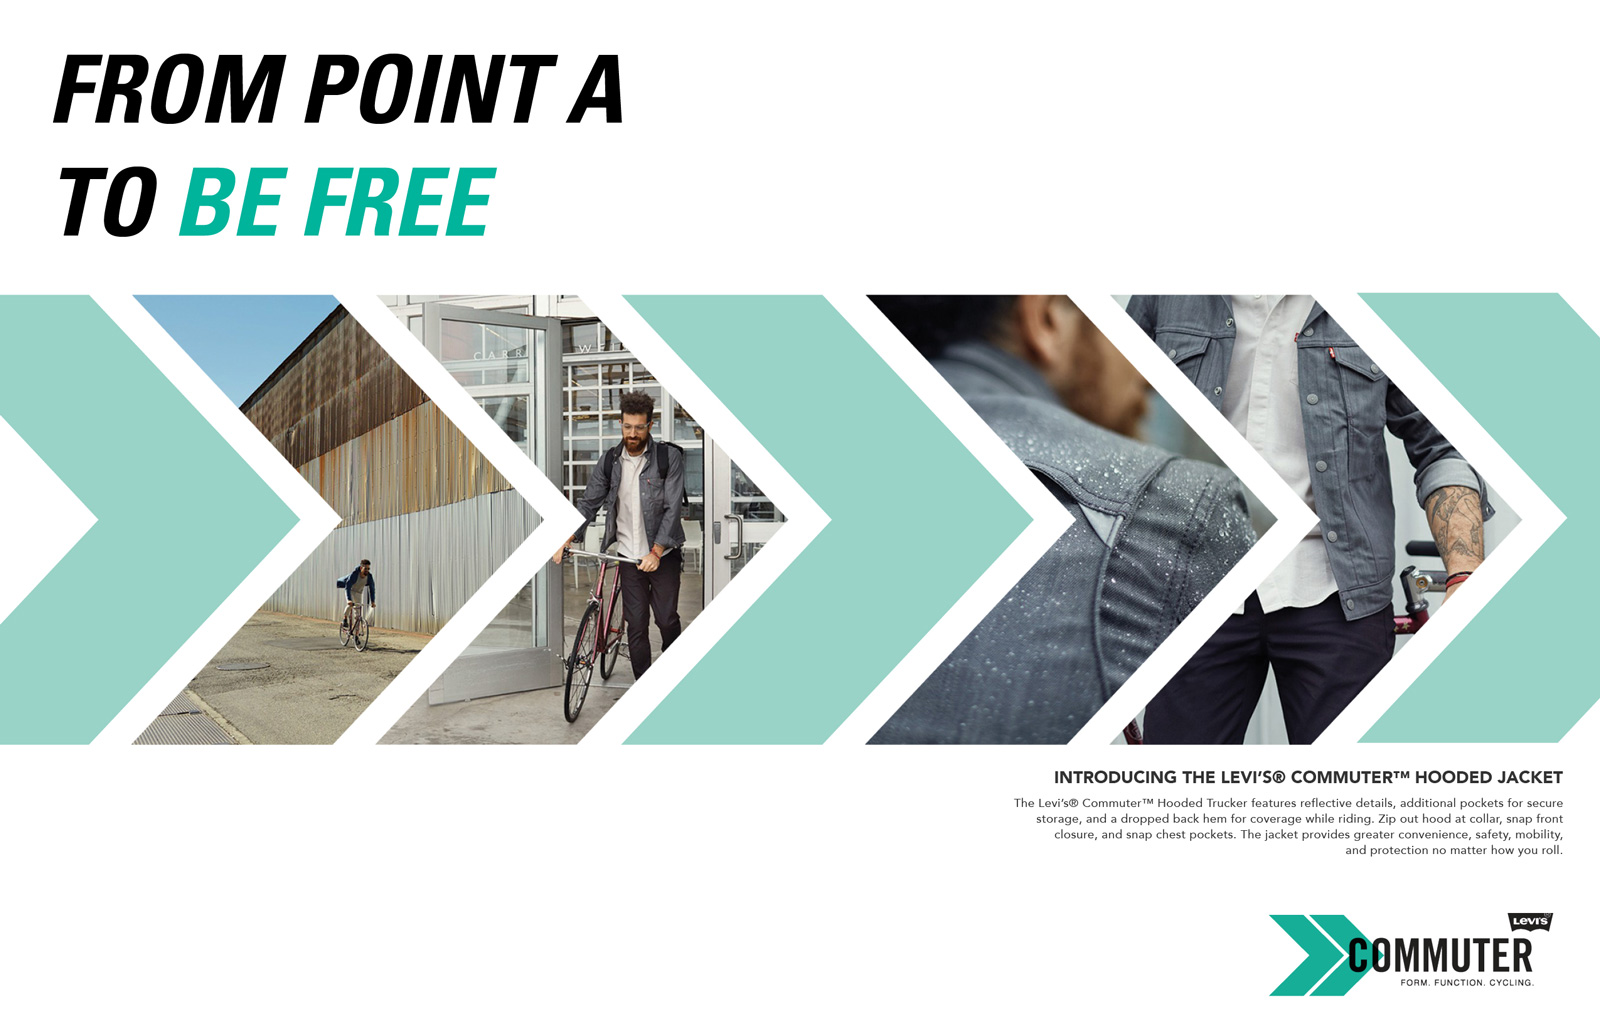 FROM POINT A
TO BE FREE
CARR
WE
INTRODUCING THE LEVI'S® COMMUTER™ HOODED JACKET
The Levi's® Commuter™ Hooded Trucker features reflective details, additional pockets for secure
storage, and a dropped back hem for coverage while riding. Zip out hood at collar, snap front
closure, and snap chest pockets. The jacket provides greater convenience, safety, mobility,
and protection no matter how you roll.
LEVI'S
COMMUTER
FORM. FUNCTION. CYCLING.